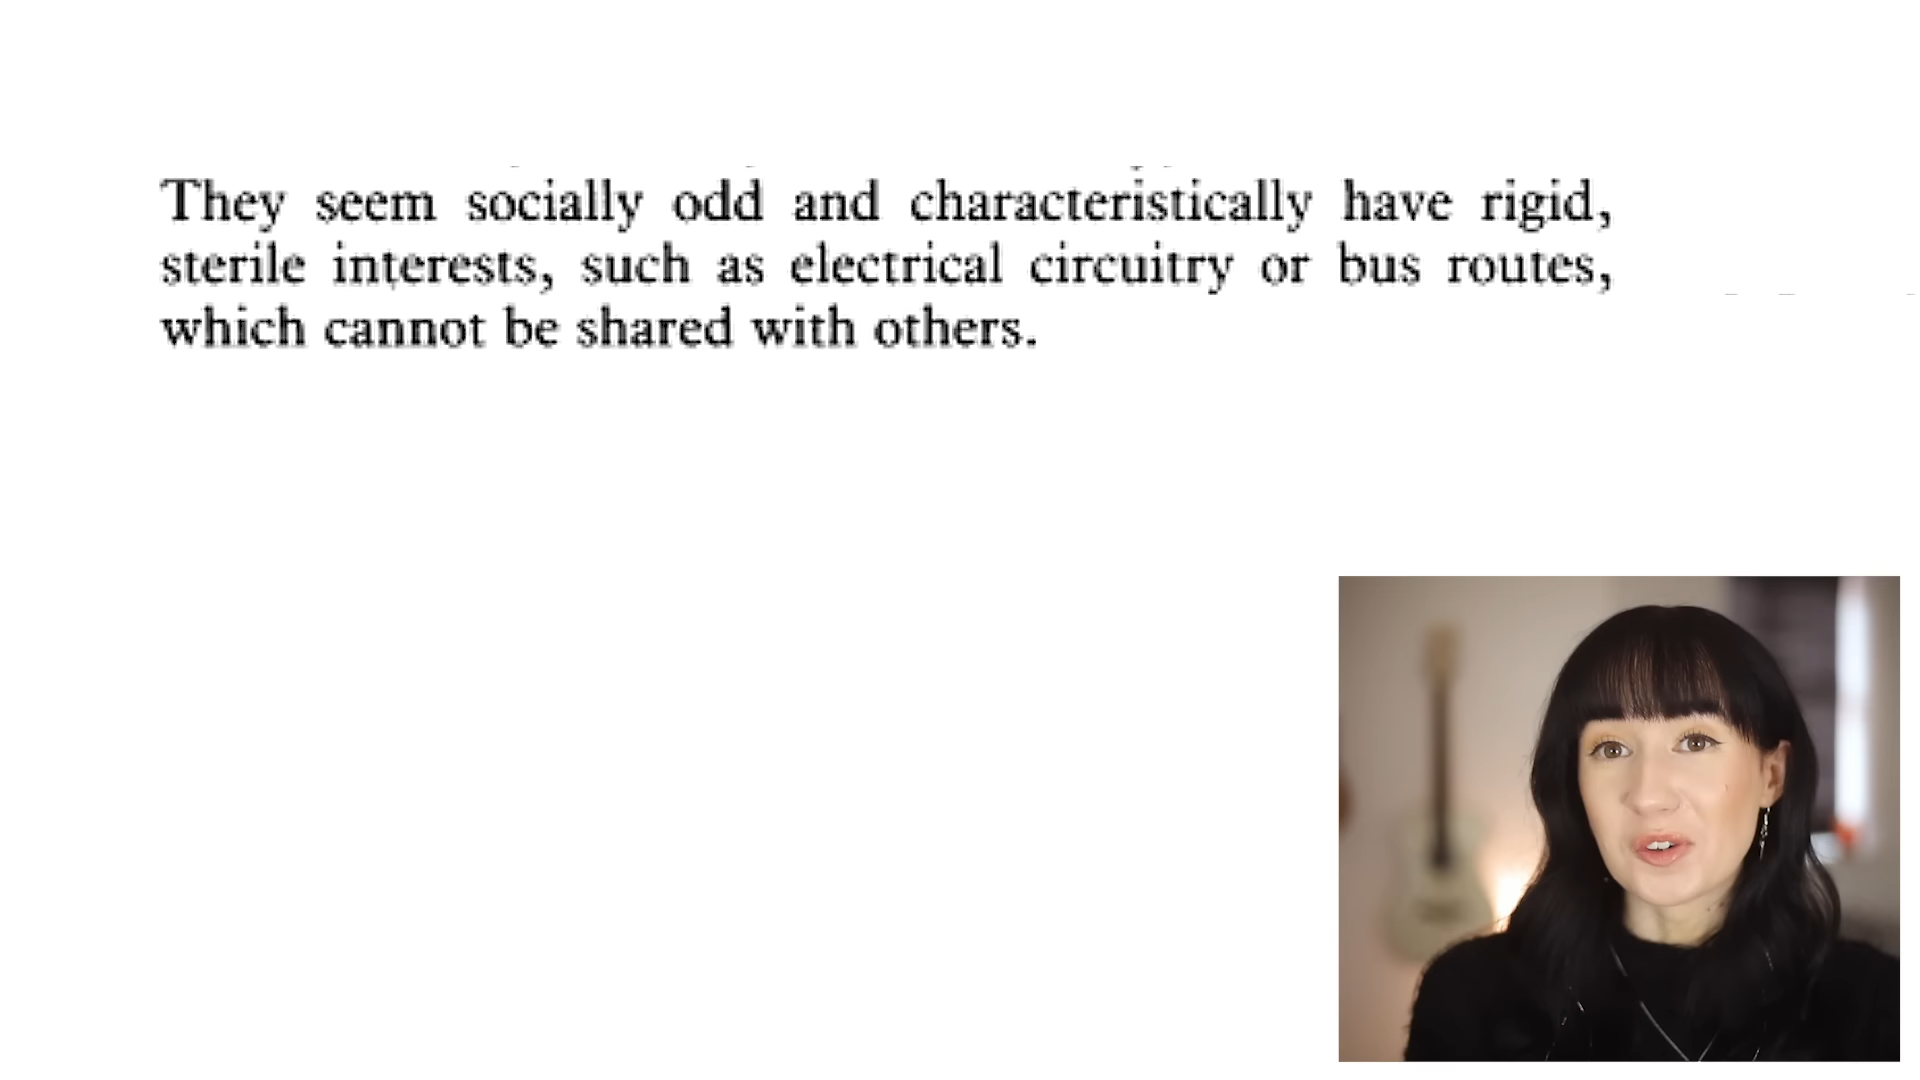 They seem socially odd and characteristically have rigid,
sterile interests, such as electrical circuitry or bus routes,
which cannot be shared with others.